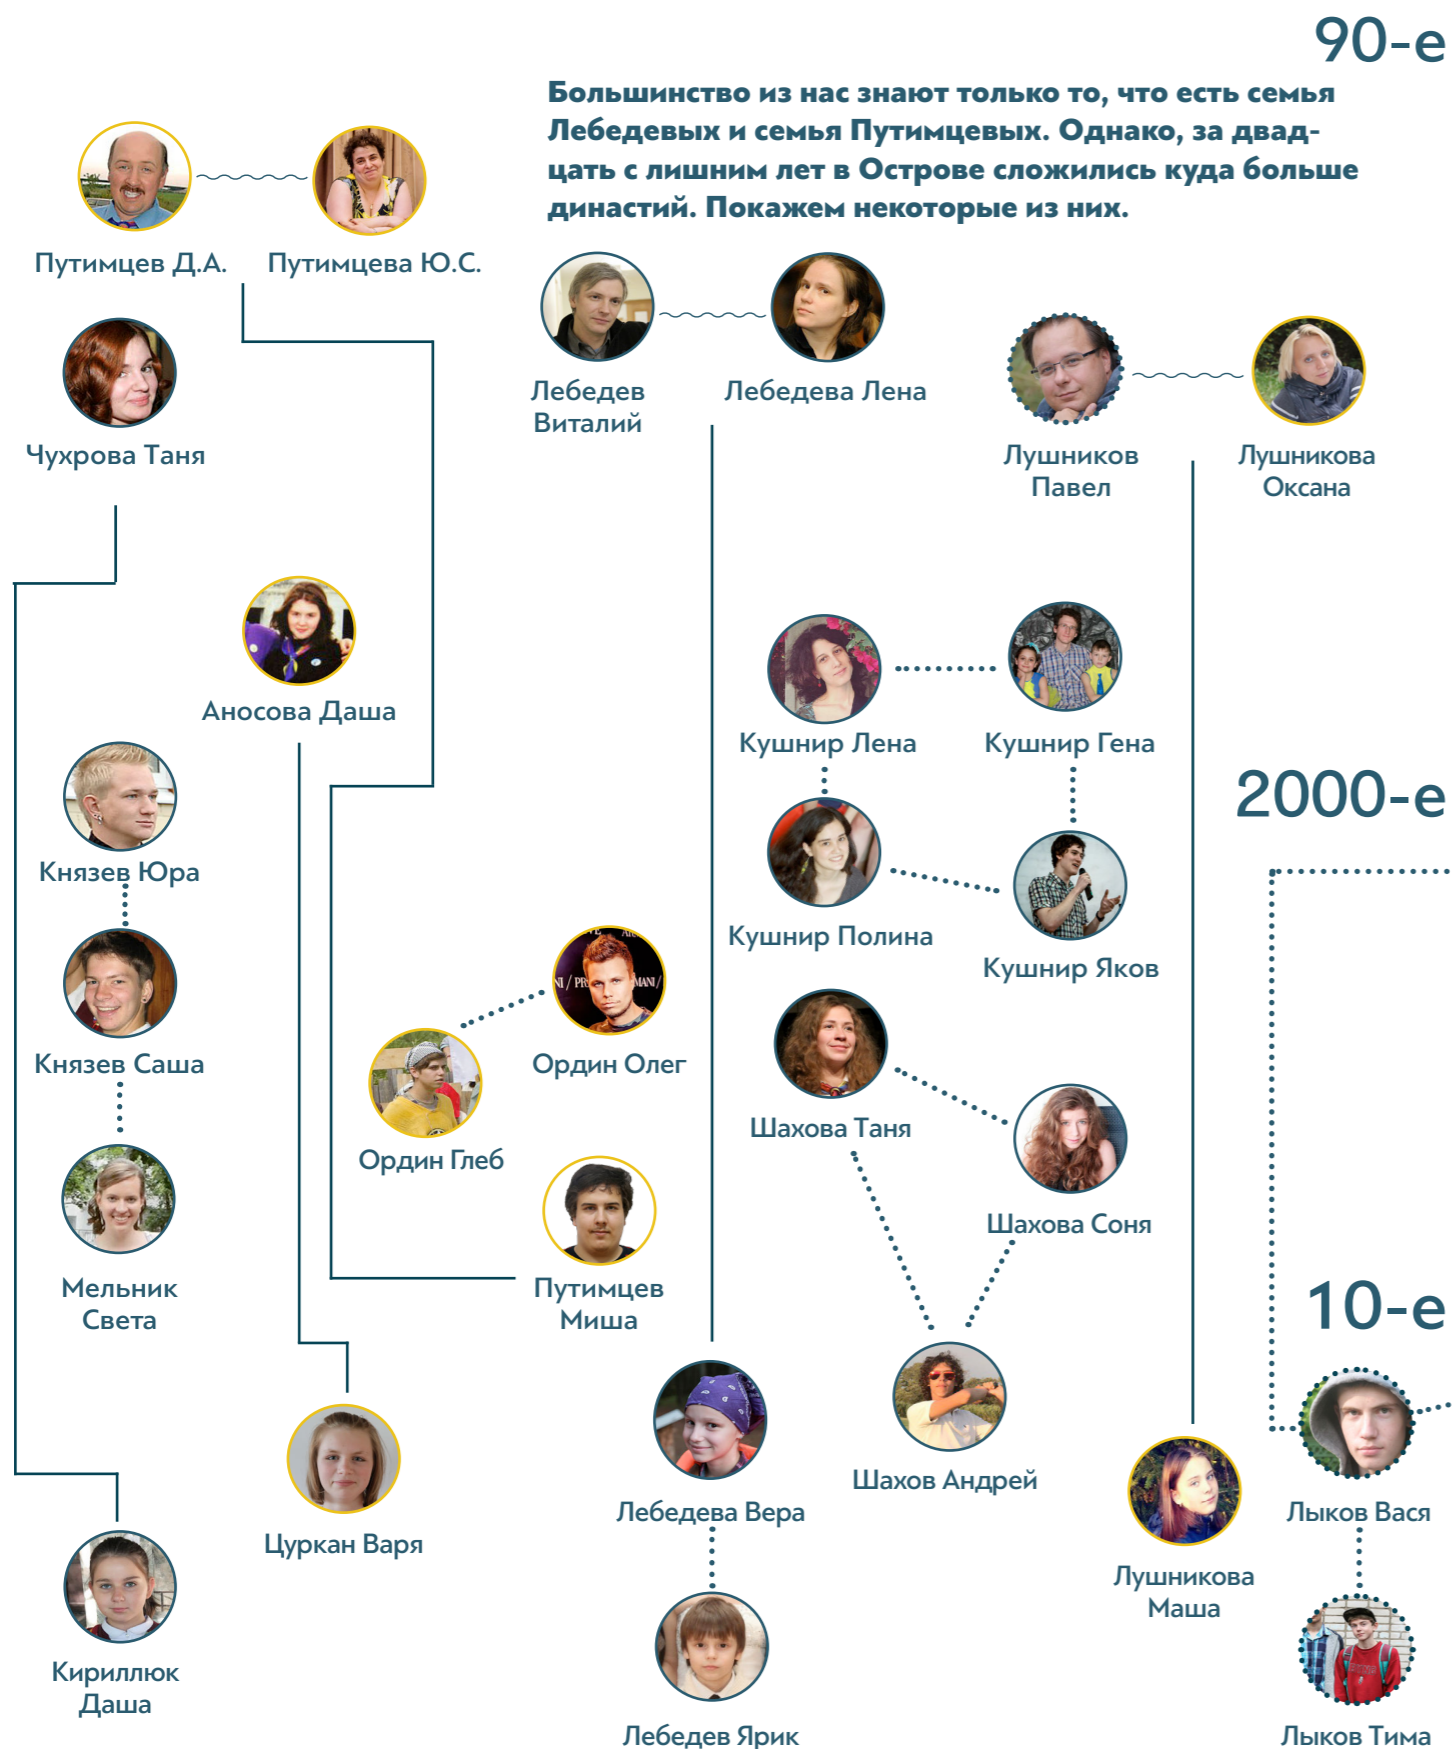 90-е
Большинство из нас знают только то, что есть семья
Лебедевых и семья Путимцевых. Однако, за двад-
цать с лишним лет в Острове сложились куда больше
династий. Покажем некоторые из них.
Путимцев Д.А.
Путимцева Ю.С.
Лебедев
Виталий
Лебедева Лена
Чухрова Таня
Лушников
Павел
Лушникова
Оксана
Аносова Даша
Кушнир Лена
Кушнир Гена
2000-е
Князев Юра
Кушнир Полина
Кушнир Яков
Князев Саша
Ордин Олег
Ордин Глеб
Шахова Таня
Шахова Соня
Мельник
Света
Путимцев
Миша
10-е
Шахов Андрей
Лебедева Вера
Лыков Вася
Цуркан Варя
Лушникова
Маша
Кириллюк
Даша
Лебедев Ярик
Лыков Тима